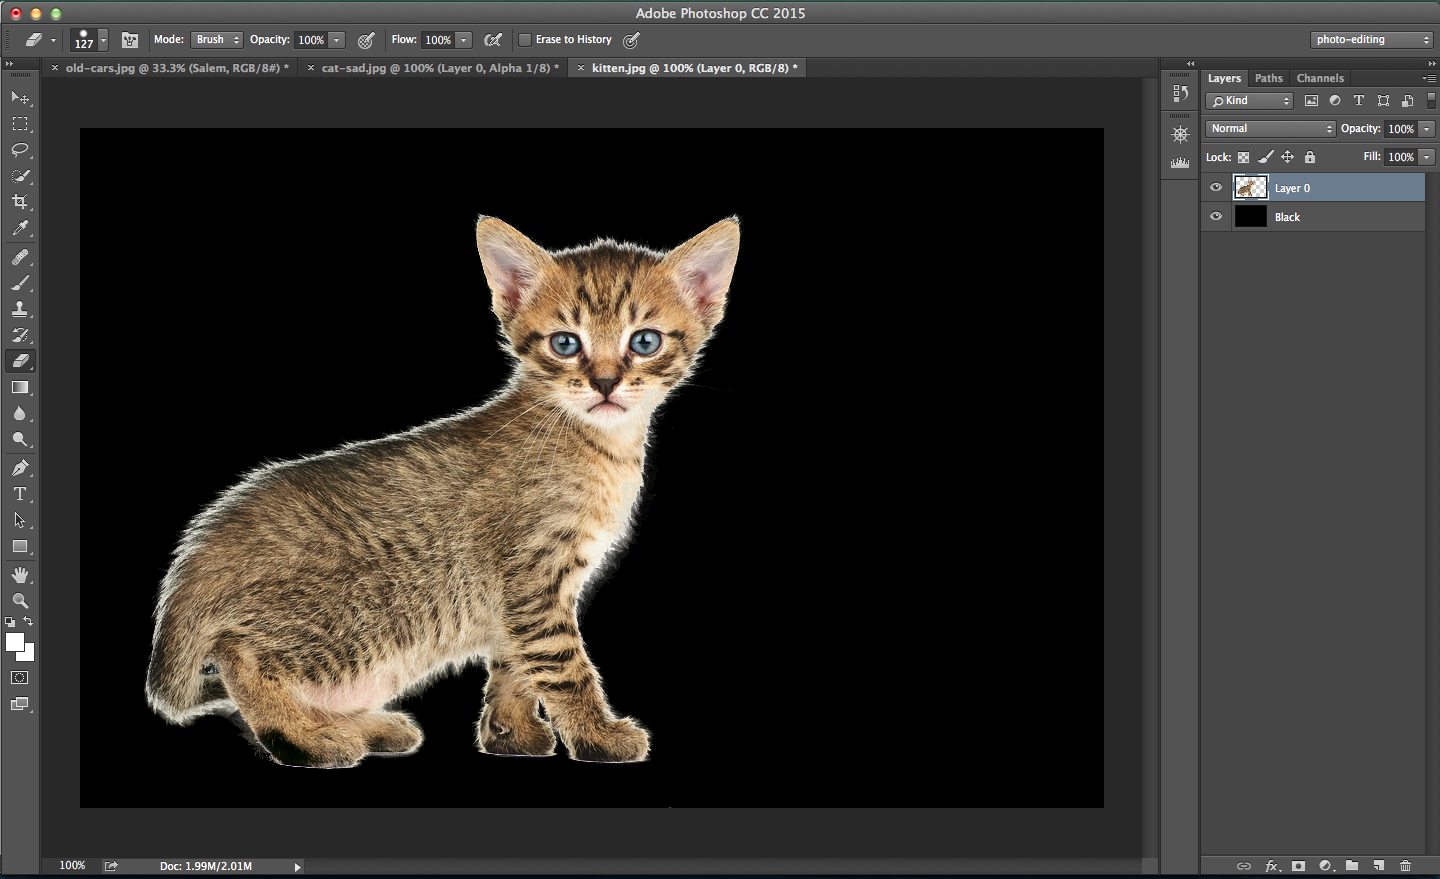 Adobe Photoshop CC 2015
127 Mode: Brush Opacity: 100% Flow: 100% Erase to History photo-editing
× old-cars.jpg @ 33.3% (Salem, RGB/8#) * × cat-sad.jpg @ 100% (Layer 0, Alpha 1/8) * × kitten.jpg @ 100% (Layer 0, RGB/8) *
Layers Paths Channels
Kind
Normal Opacity: 100%
Lock: Fill: 100%
Layer 0
Black
100% Doc: 1.99M/2.01M